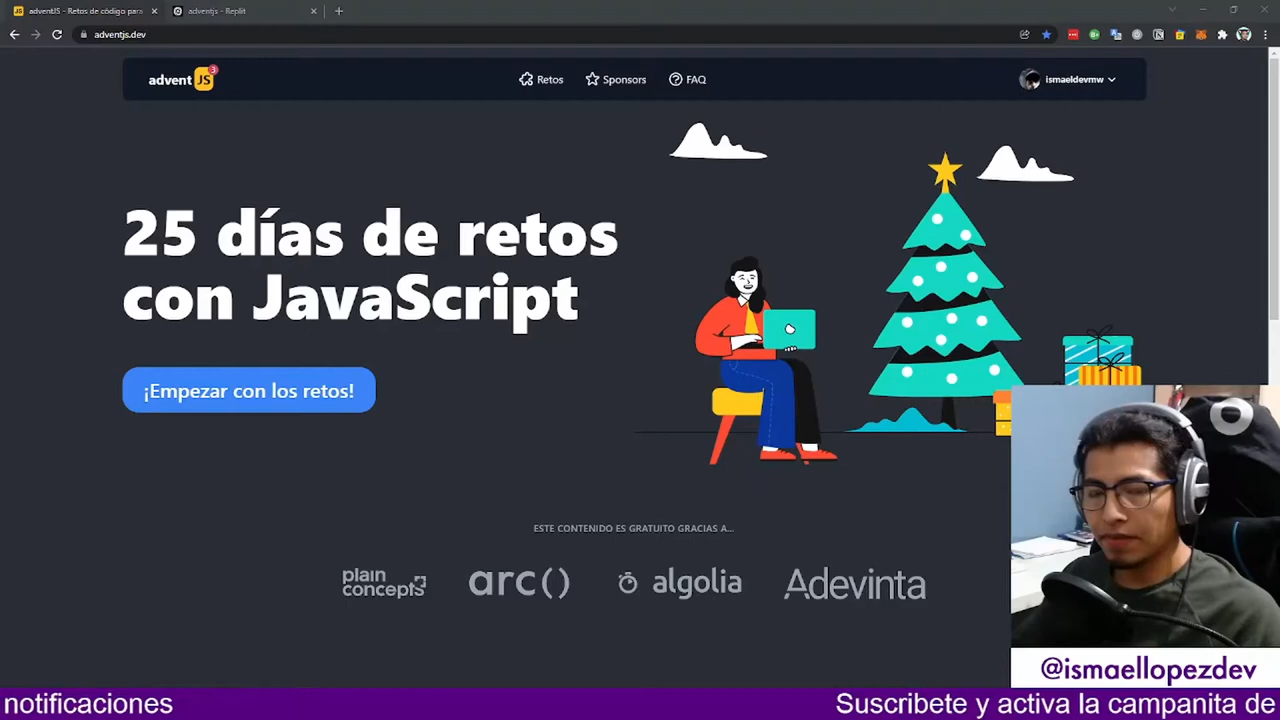 adventJS - Retos de código para
adventjs - Replit
adventjs.dev
advent JS 3
Retos
Sponsors
FAQ
ismaeldevmw
25 días de retos
con JavaScript
¡Empezar con los retos!
ESTE CONTENIDO ES GRATUITO GRACIAS A...
plain
concepts
arc()
algolia
Adevinta
@ismaellopezdev
notificaciones
Suscribete y activa la campanita de